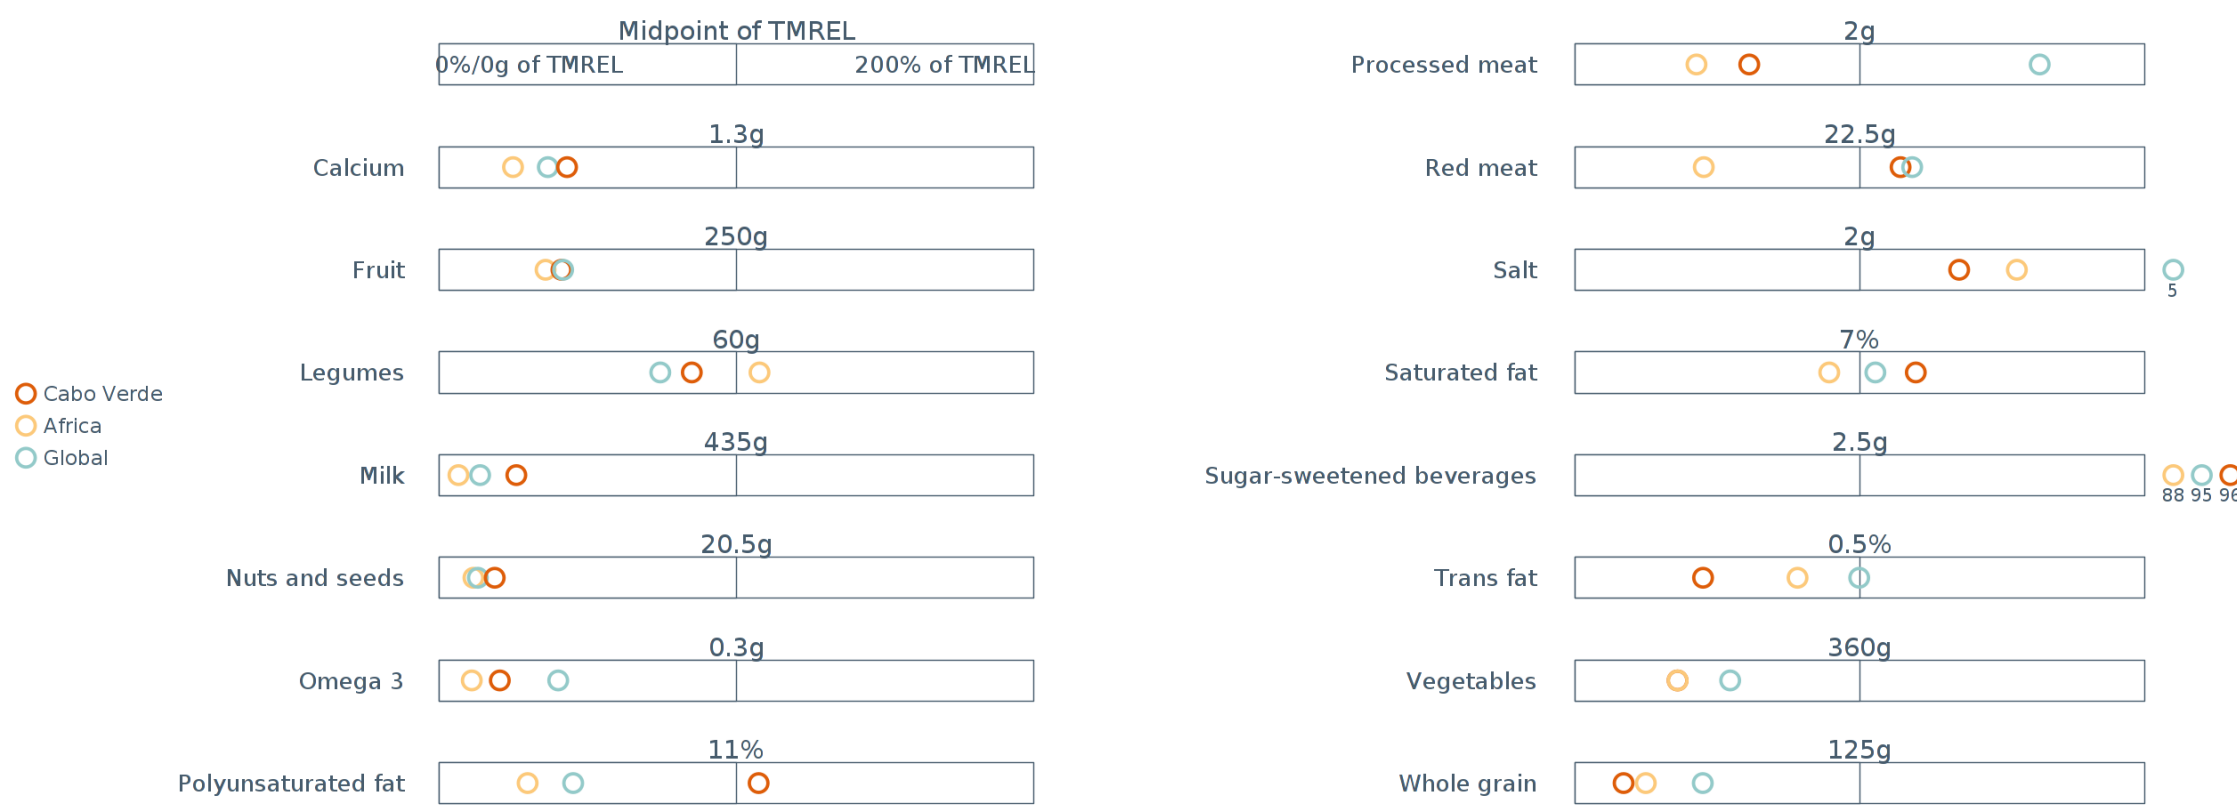 Midpoint of TMREL
0%/0g of TMREL
200% of TMREL
Calcium
1.3g
Fruit
250g
Legumes
60g
Milk
435g
Nuts and seeds
20.5g
Omega 3
0.3g
Polyunsaturated fat
11%
Cabo Verde
Africa
Global
Processed meat
2g
Red meat
22.5g
Salt
2g
5
Saturated fat
7%
Sugar-sweetened beverages
2.5g
88 95 96
Trans fat
0.5%
Vegetables
360g
Whole grain
125g